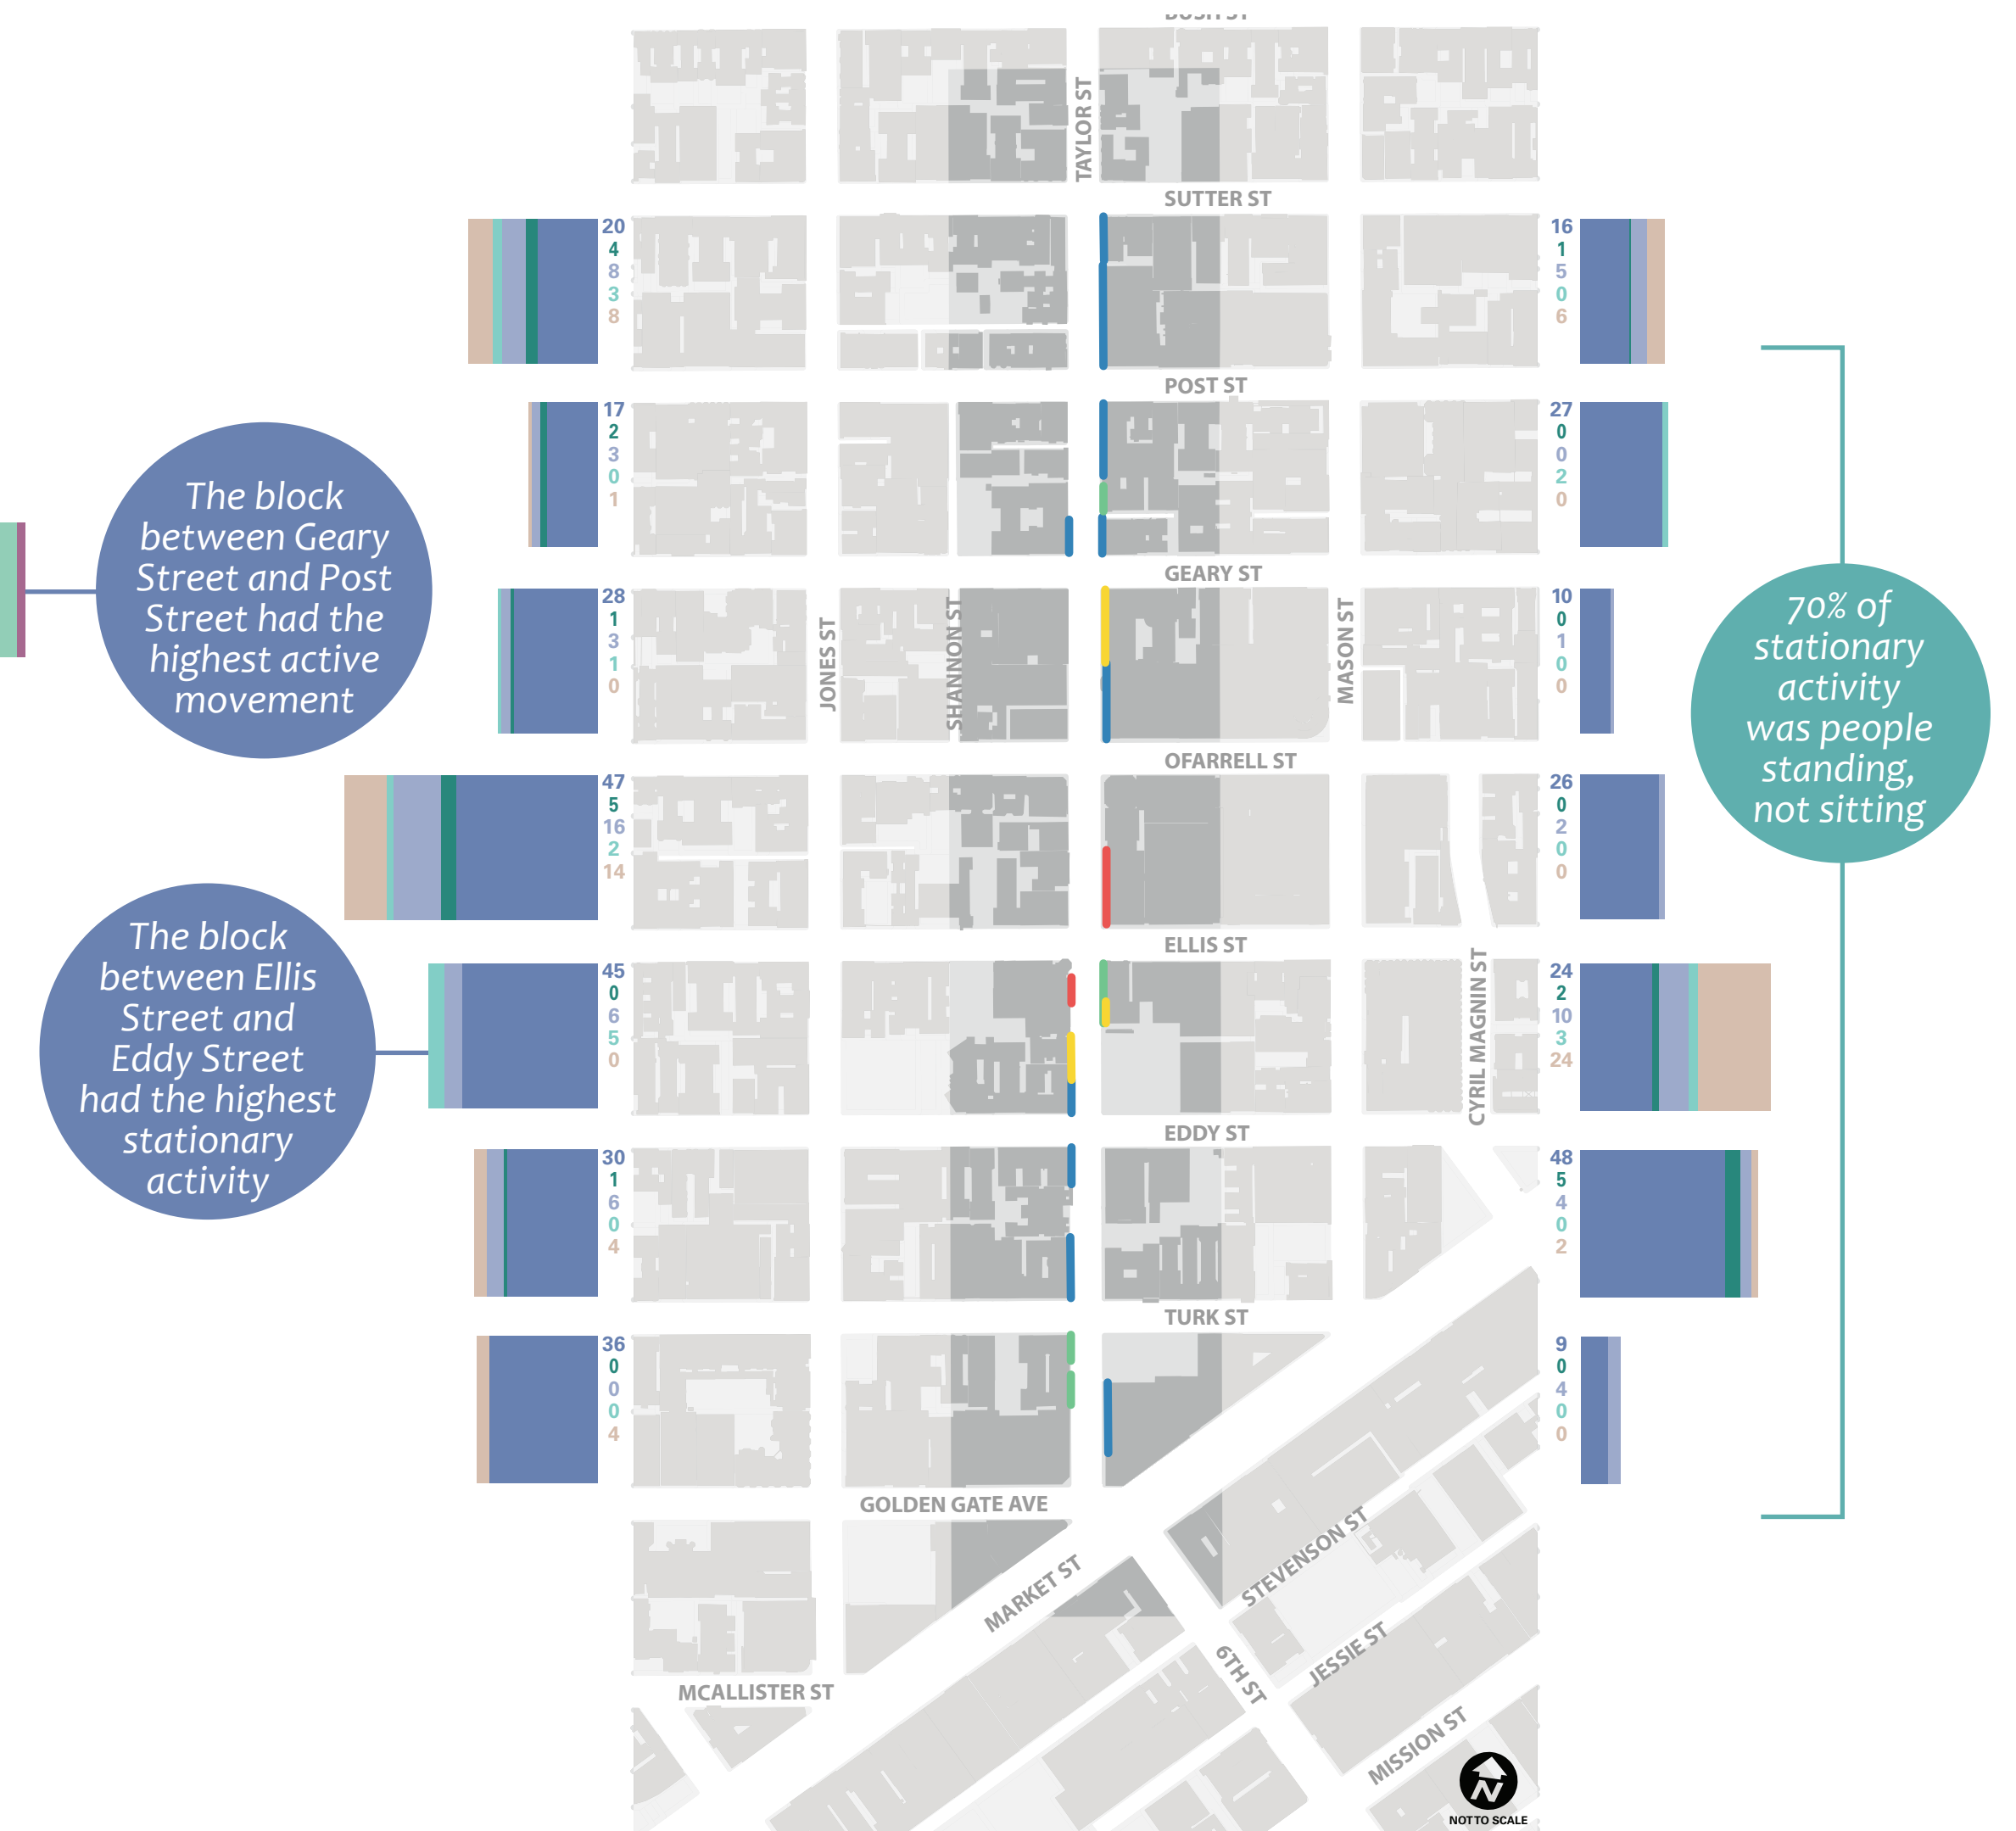 BUSH ST
TAYLOR ST
SUTTER ST
20
4
8
3
8
16
1
5
0
6
POST ST
17
2
3
0
1
27
0
0
2
0
The block
between Geary
Street and Post
Street had the
highest active
movement
GEARY ST
28
1
3
1
0
JONES ST
SHANNON ST
MASON ST
10
0
1
0
0
70% of
stationary
activity
was people
standing,
not sitting
OFARRELL ST
47
5
16
2
14
26
0
2
0
0
The block
between Ellis
Street and
Eddy Street
had the highest
stationary
activity
ELLIS ST
45
0
6
5
0
CYRIL MAGNIN ST
24
2
10
3
24
EDDY ST
30
1
6
0
4
48
5
4
0
2
TURK ST
36
0
0
0
4
9
0
4
0
0
GOLDEN GATE AVE
MARKET ST
STEVENSON ST
JESSIE ST
6TH ST
MCALLISTER ST
MISSION ST
N
NOT TO SCALE